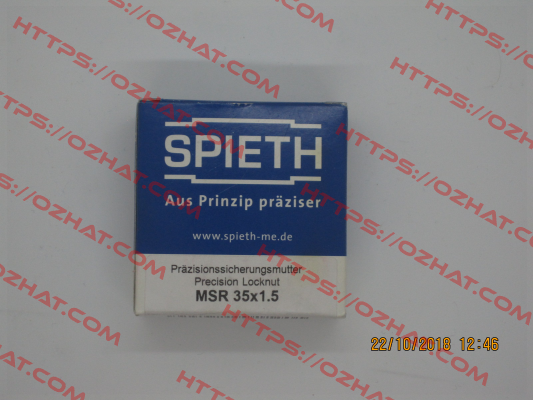 SPIETH
Aus Prinzip präziser
www.spieth-me.de
Präzisionssicherungsmutter
Precision Locknut
MSR 35x1.5
22/10/2018 12:46
HTTPS://OZHAT.COM